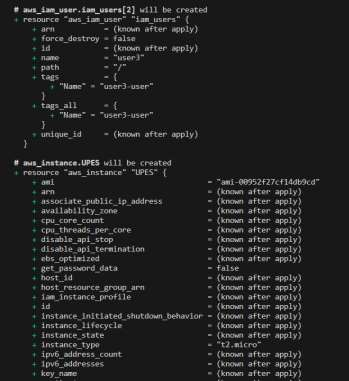 # aws_iam_user.iam_users[2] will be created
+ resource "aws_iam_user" "iam_users" {
+ arn = (known after apply)
+ force_destroy = false
+ id = (known after apply)
+ name = "user3"
+ path = "/"
+ tags = {
+ "Name" = "user3-user"
}
+ tags_all = {
+ "Name" = "user3-user"
}
+ unique_id = (known after apply)
}
# aws_instance.UPES will be created
+ resource "aws_instance" "UPES" {
+ ami = "ami-00952f27cf14db9cd"
+ arn = (known after apply)
+ associate_public_ip_address = (known after apply)
+ availability_zone = (known after apply)
+ cpu_core_count = (known after apply)
+ cpu_threads_per_core = (known after apply)
+ disable_api_stop = (known after apply)
+ disable_api_termination = (known after apply)
+ ebs_optimized = (known after apply)
+ get_password_data = false
+ host_id = (known after apply)
+ host_resource_group_arn = (known after apply)
+ iam_instance_profile = (known after apply)
+ id = (known after apply)
+ instance_initiated_shutdown_behavior = (known after apply)
+ instance_lifecycle = (known after apply)
+ instance_state = (known after apply)
+ instance_type = "t2.micro"
+ ipv6_address_count = (known after apply)
+ ipv6_addresses = (known after apply)
+ key_name = (known after apply)